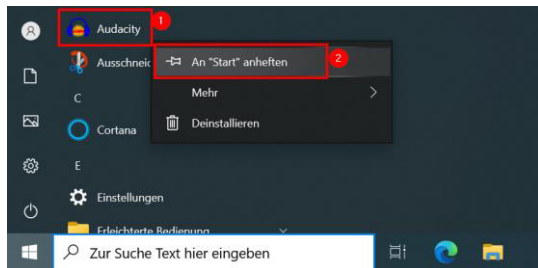 Audacity
1
Ausschneid
An "Start" anheften
2
C
Mehr
Cortana
Deinstallieren
E
Einstellungen
Erleichterte Bedienung
Zur Suche Text hier eingeben